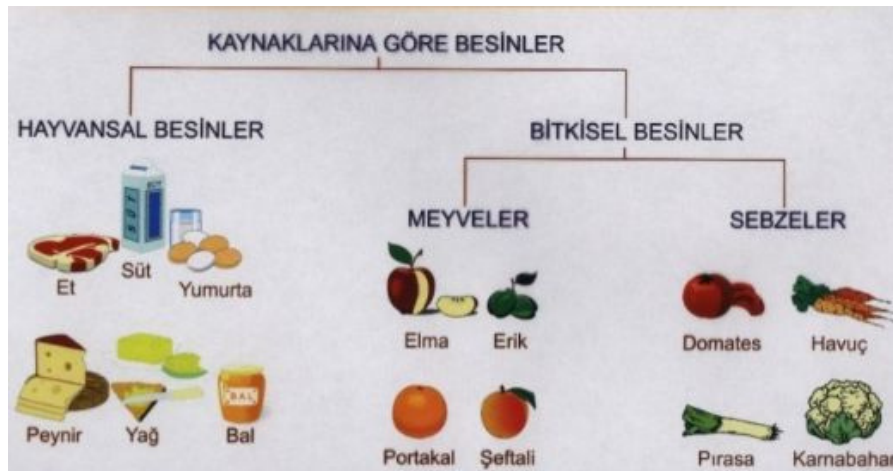 KAYNAKLARINA GÖRE BESİNLER
HAYVANSAL BESİNLER
BİTKİSEL BESİNLER
MEYVELER
SEBZELER
SÜT
Et
Süt
Yumurta
Elma
Erik
Domates
Havuç
BAL
Peynir
Yağ
Bal
Portakal
Şeftali
Pırasa
Karnabahar